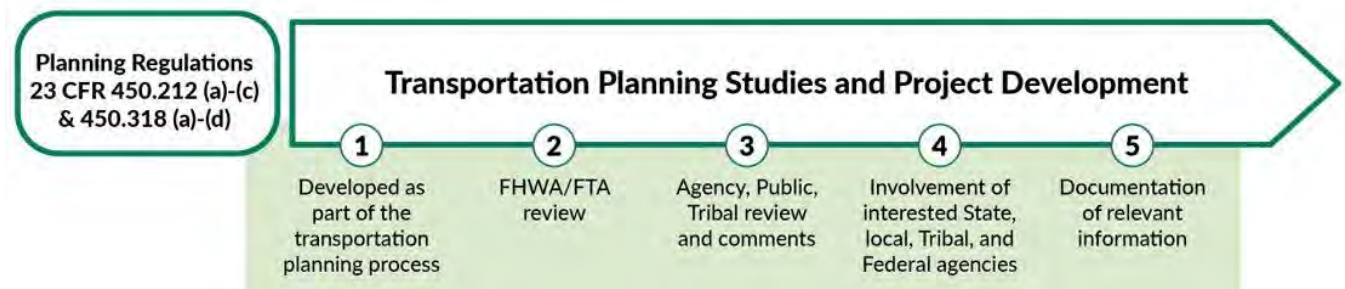 Planning Regulations
23 CFR 450.212 (a)-(c)
& 450.318 (a)-(d)
Transportation Planning Studies and Project Development
1
Developed as
part of the
transportation
planning process
2
FHWA/FTA
review
3
Agency, Public,
Tribal review
and comments
4
Involvement of
interested State,
local, Tribal, and
Federal agencies
5
Documentation
of relevant
information